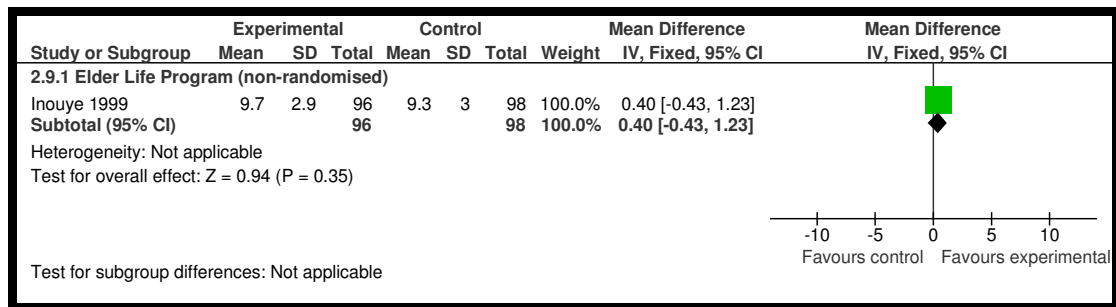 Experimental Control Mean Difference Mean Difference
Study or Subgroup Mean SD Total Mean SD Total Weight IV, Fixed, 95% CI IV, Fixed, 95% CI
2.9.1 Elder Life Program (non-randomised)
Inouye 1999 9.7 2.9 96 9.3 3 98 100.0% 0.40 [-0.43, 1.23]
Subtotal (95% CI) 96 98 100.0% 0.40 [-0.43, 1.23]
Heterogeneity: Not applicable
Test for overall effect: Z = 0.94 (P = 0.35)
-10 -5 0 5 10
Favours control Favours experimental
Test for subgroup differences: Not applicable